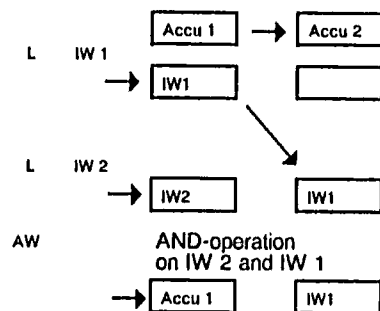 Accu 1 Accu 2
L IW 1
IW1
L IW 2
IW2 IW1
AW AND-operation
on IW 2 and IW 1
Accu 1 IW1